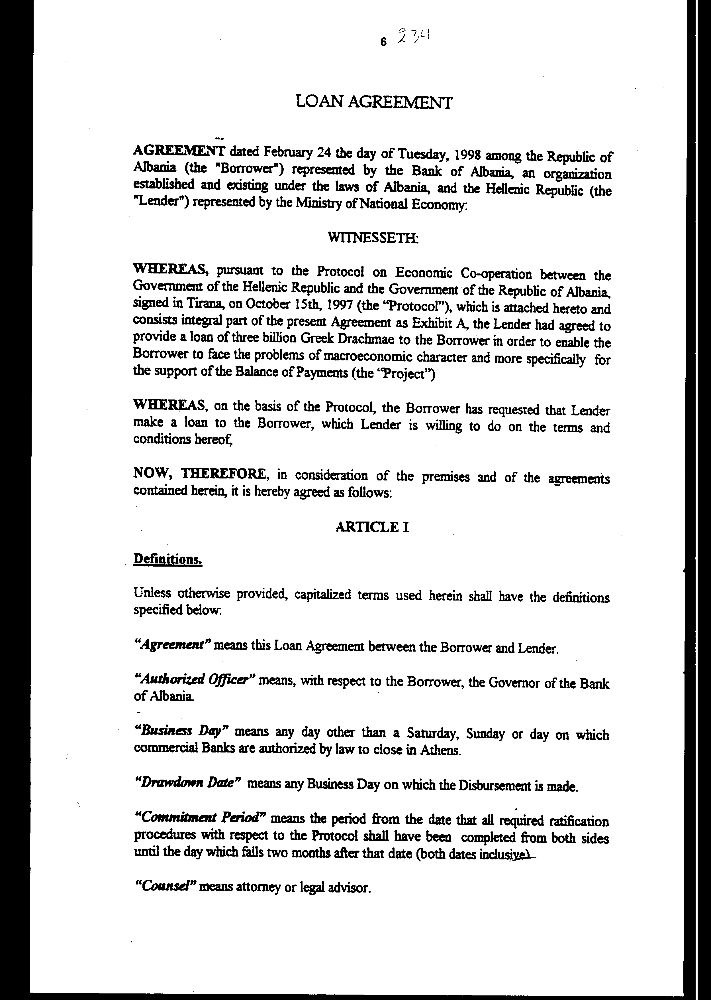 6 234
LOAN AGREEMENT
AGREEMENT dated February 24 the day of Tuesday, 1998 among the Republic of
Albania (the "Borrower") represented by the Bank of Albania, an organization
established and existing under the laws of Albania, and the Hellenic Republic (the
"Lender") represented by the Ministry of National Economy:
WITNESSETH:
WHEREAS, pursuant to the Protocol on Economic Co-operation between the
Government of the Hellenic Republic and the Government of the Republic of Albania,
signed in Tirana, on October 15th, 1997 (the “Protocol”), which is attached hereto and
consists integral part of the present Agreement as Exhibit A, the Lender had agreed to
provide a loan of three billion Greek Drachmae to the Borrower in order to enable the
Borrower to face the problems of macroeconomic character and more specifically for
the support of the Balance of Payments (the “Project”)
WHEREAS, on the basis of the Protocol, the Borrower has requested that Lender
make a loan to the Borrower, which Lender is willing to do on the terms and
conditions hereof,
NOW, THEREFORE, in consideration of the premises and of the agreements
contained herein, it is hereby agreed as follows:
ARTICLE I
Definitions.
Unless otherwise provided, capitalized terms used herein shall have the definitions
specified below:
“Agreement” means this Loan Agreement between the Borrower and Lender.
“Authorized Officer” means, with respect to the Borrower, the Governor of the Bank
of Albania.
“Business Day” means any day other than a Saturday, Sunday or day on which
commercial Banks are authorized by law to close in Athens.
“Drawdown Date” means any Business Day on which the Disbursement is made.
“Commitment Period” means the period from the date that all required ratification
procedures with respect to the Protocol shall have been completed from both sides
until the day which falls two months after that date (both dates inclusive)
“Counsel” means attorney or legal advisor.